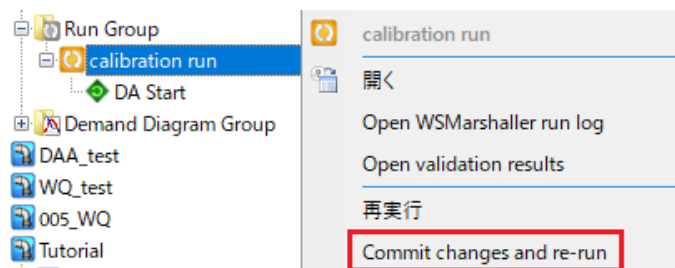 Run Group
calibration run
DA Start
Demand Diagram Group
DAA_test
WQ_test
005_WQ
Tutorial
calibration run
開く
Open WSMarshaller run log
Open validation results
再実行
Commit changes and re-run